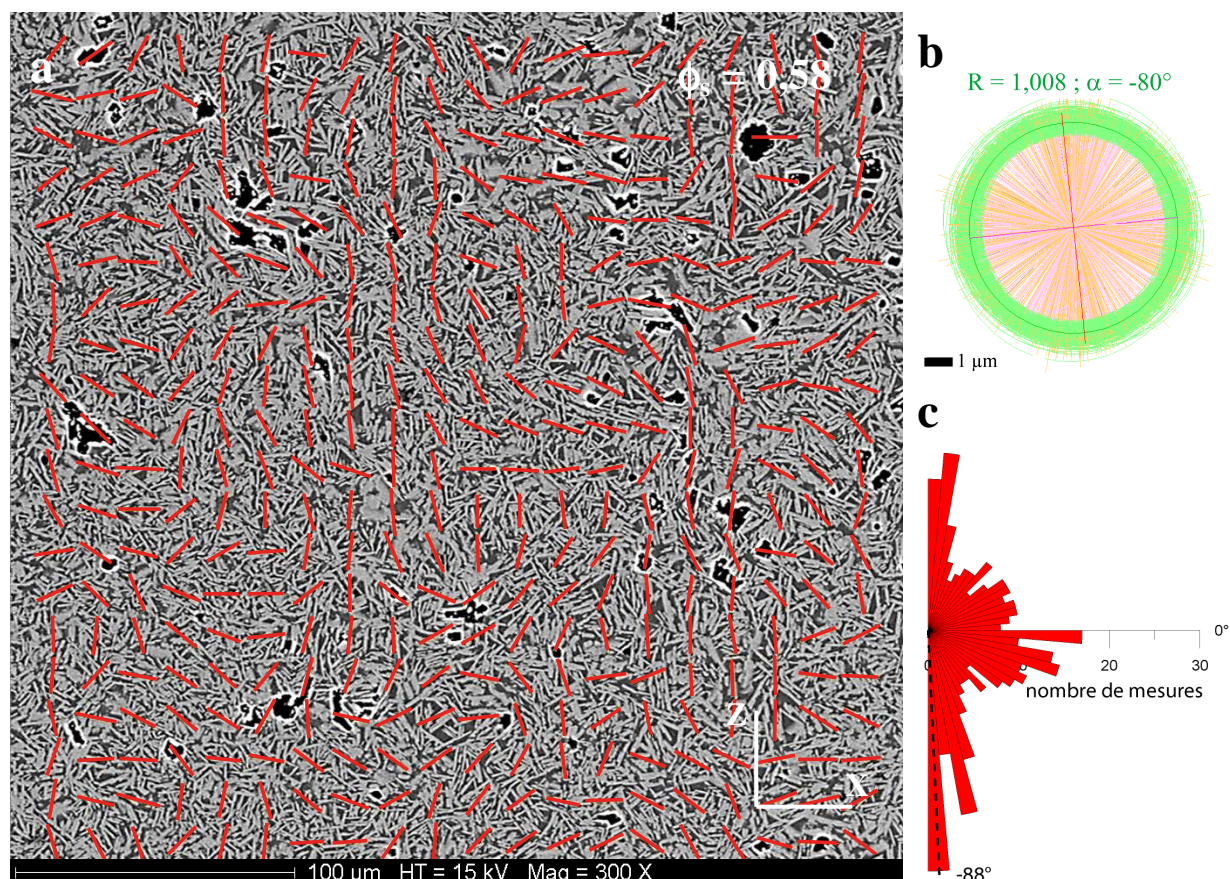 a
ϕs = 0,58
Z
X
100 µm HT = 15 kV Mag = 300 X
b
R = 1,008 ; α = -80°
1 µm
c
0°
0 10 20 30
nombre de mesures
-88°